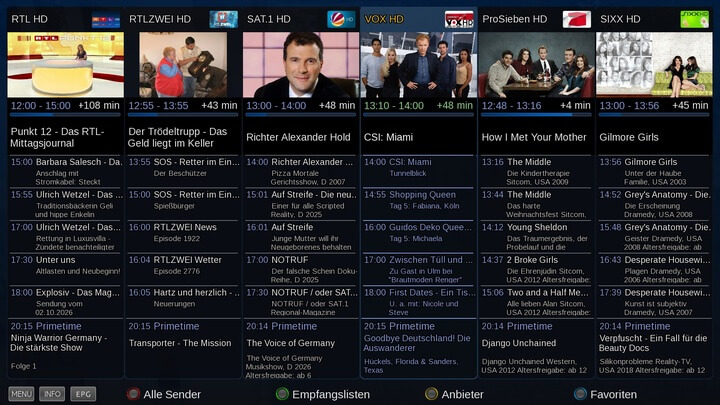 RTL HD
RTL
12:00 - 15:00 +108 min
Punkt 12 - Das RTL-
Mittagsjournal
15:00 Barbara Salesch - Da..
Anschlag mit
Stromkabel: Steckt
15:55 Ulrich Wetzel - Das ...
Traditionsbäckerin Geli
und hippe Enkelin
17:00 Ulrich Wetzel - Das...
Rettung in Luxusvilla -
Zündete benachteiligter
17:30 Unter uns
Altlasten und Neubeginn!
18:00 Explosiv - Das Mag...
Sendung vom
02.10.2026
20:15 Primetime
Ninja Warrior Germany -
Die stärkste Show
Folge 1
RTLZWEI HD
12:55 - 13:55 +43 min
Der Trödeltrupp - Das
Geld liegt im Keller
13:55 SOS - Retter im Ein...
Der Beschützer
15:00 SOS - Retter im Ein...
Spießbürger
16:00 RTLZWEI News
Episode 1922
16:04 RTLZWEI Wetter
Episode 2776
16:05 Hartz und herzlich - ...
Neuerungen
20:15 Primetime
Transporter - The Mission
SAT.1 HD
13:00 - 14:00 +48 min
Richter Alexander Hold
14:00 Richter Alexander ...
Pizza Mortale
Gerichtsshow, D 2007
15:01 Auf Streife - Die neu...
Einer für alle Scripted
Reality, D 2025
16:01 Auf Streife
Junge Mutter will ihr
Neugeborenes behalten
17:00 NOTRUF
Der falsche Schein Doku-
Reihe, D 2025
17:30 NOTRUF / oder SAT...
NOTRUF / oder SAT.1
Regional-Magazine
20:14 Primetime
The Voice of Germany
The Voice of Germany
Musikshow, D 2026
Altersfreigabe: ab 6
VOX HD
13:10 - 14:00 +48 min
CSI: Miami
14:00 CSI: Miami
Tunnelblick
14:55 Shopping Queen
Tag 5: Fabiana, Köln
16:00 Guidos Deko Quee...
Tag 5: Michaela
17:00 Zwischen Tüll und ...
Zu Gast in Ulm bei
"Brautmoden Renger"
18:00 First Dates - Ein Tis...
U. a. mit: Nicole und
Steve
20:15 Primetime
Goodbye Deutschland! Die
Auswanderer
Hückels, Florida & Sanders,
Texas
ProSieben HD
12:48 - 13:16 +4 min
How I Met Your Mother
13:16 The Middle
Die Kindertherapie
Sitcom, USA 2009
13:44 The Middle
Das harte
Weihnachtsfest Sitcom,
14:12 Young Sheldon
Das Traumergebnis, der
Probelauf und die
14:37 2 Broke Girls
Die Ehrenjüdin Sitcom,
USA 2012 Altersfreigabe:
15:06 Two and a Half Me...
Alle lieben Alan Sitcom,
USA 2012 Altersfreigabe:
20:14 Primetime
Django Unchained
Django Unchained Western,
USA 2012 Altersfreigabe: ab 12
SIXX HD
13:00 - 13:56 +45 min
Gilmore Girls
13:56 Gilmore Girls
Unter der Haube
Familie, USA 2003
14:52 Grey's Anatomy - Die..
Die Erscheinung
Dramedy, USA 2008
15:48 Grey's Anatomy - Die..
Geister Dramedy, USA
2008 Altersfreigabe: ab
16:43 Desperate Housewi...
Plagen Dramedy, USA
2006 Altersfreigabe: ab 12
17:39 Desperate Housewi...
Kunst ist subjektiv
Dramedy, USA 2007
20:14 Primetime
Verpfuscht - Ein Fall für die
Beauty Docs
Silikonprobleme Reality-TV,
USA 2018 Altersfreigabe: ab 12
MENU INFO EPG Alle Sender Empfangslisten Anbieter Favoriten